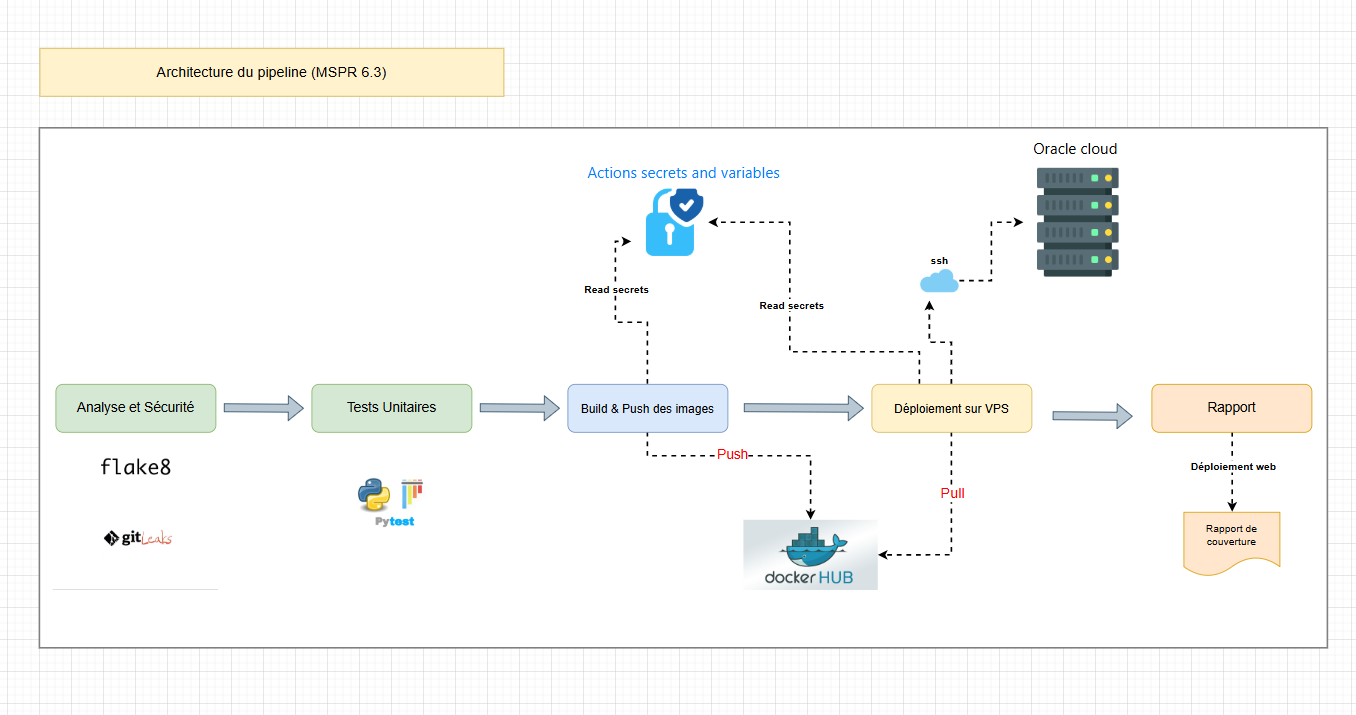 Architecture du pipeline (MSPR 6.3)
Oracle cloud
Actions secrets and variables
ssh
Read secrets
Read secrets
Analyse et Sécurité
Tests Unitaires
Build & Push des images
Déploiement sur VPS
Rapport
flake8
Push
Déploiement web
Pull
Pytest
Rapport de
couverture
gitLeaks
docker HUB